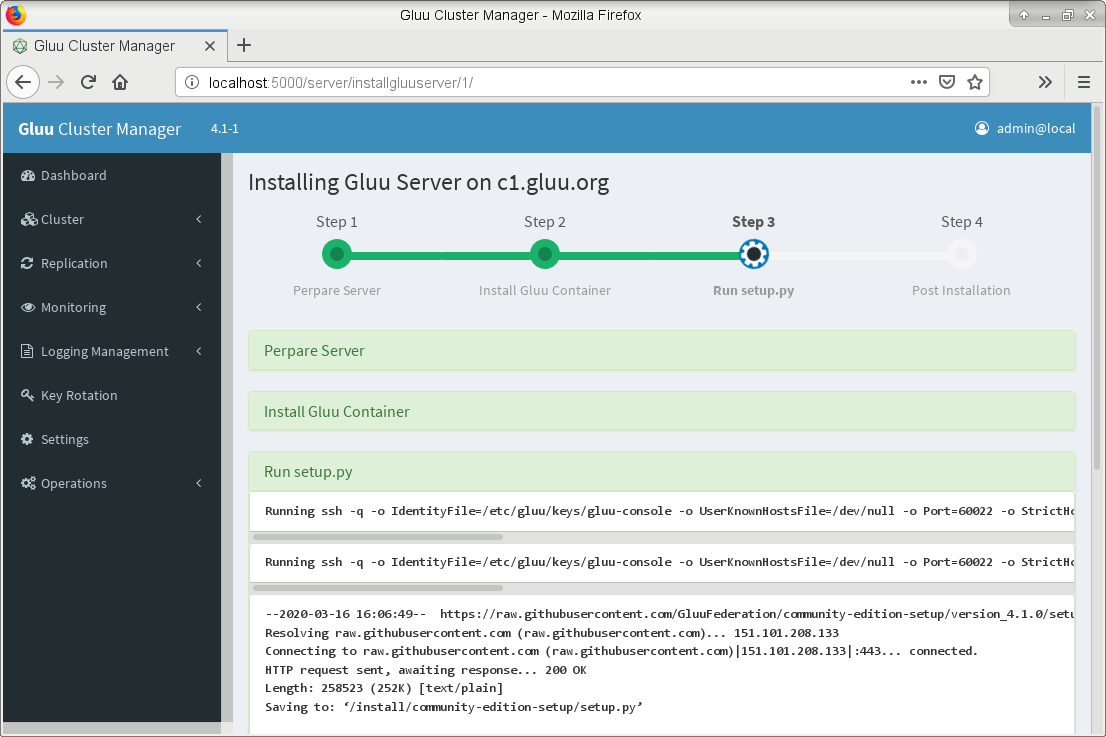 Gluu Cluster Manager - Mozilla Firefox
Gluu Cluster Manager
localhost:5000/server/installgluuserver/1/
Gluu Cluster Manager 4.1-1 admin@local
Dashboard
Cluster
Replication
Monitoring
Logging Management
Key Rotation
Settings
Operations
Installing Gluu Server on c1.gluu.org
Step 1 Step 2 Step 3 Step 4
Perpare Server Install Gluu Container Run setup.py Post Installation
Perpare Server
Install Gluu Container
Run setup.py
Running ssh -q -o IdentityFile=/etc/gluu/keys/gluu-console -o UserKnownHostsFile=/dev/null -o Port=60022 -o StrictHo
Running ssh -q -o IdentityFile=/etc/gluu/keys/gluu-console -o UserKnownHostsFile=/dev/null -o Port=60022 -o StrictHo
--2020-03-16 16:06:49-- https://raw.githubusercontent.com/GluuFederation/community-edition-setup/version_4.1.0/setu
Resolving raw.githubusercontent.com (raw.githubusercontent.com)... 151.101.208.133
Connecting to raw.githubusercontent.com (raw.githubusercontent.com)|151.101.208.133|:443... connected.
HTTP request sent, awaiting response... 200 OK
Length: 258523 (252K) [text/plain]
Saving to: ‘/install/community-edition-setup/setup.py’